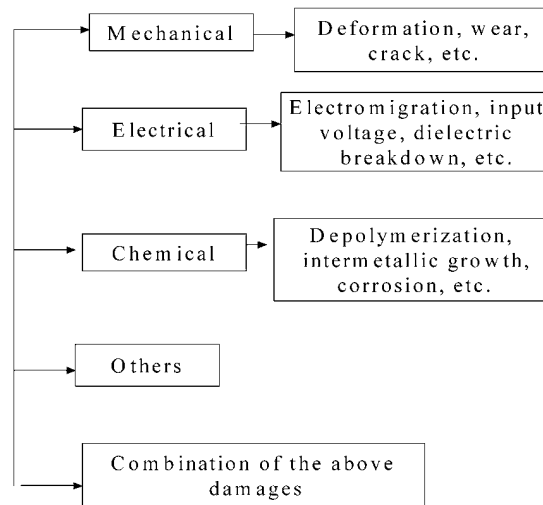 Mechanical
Deformation, wear,
crack, etc.
Electrical
Electromigration, input
voltage, dielectric
breakdown, etc.
Chemical
Depolymerization,
intermetallic growth,
corrosion, etc.
Others
Combination of the above
damages